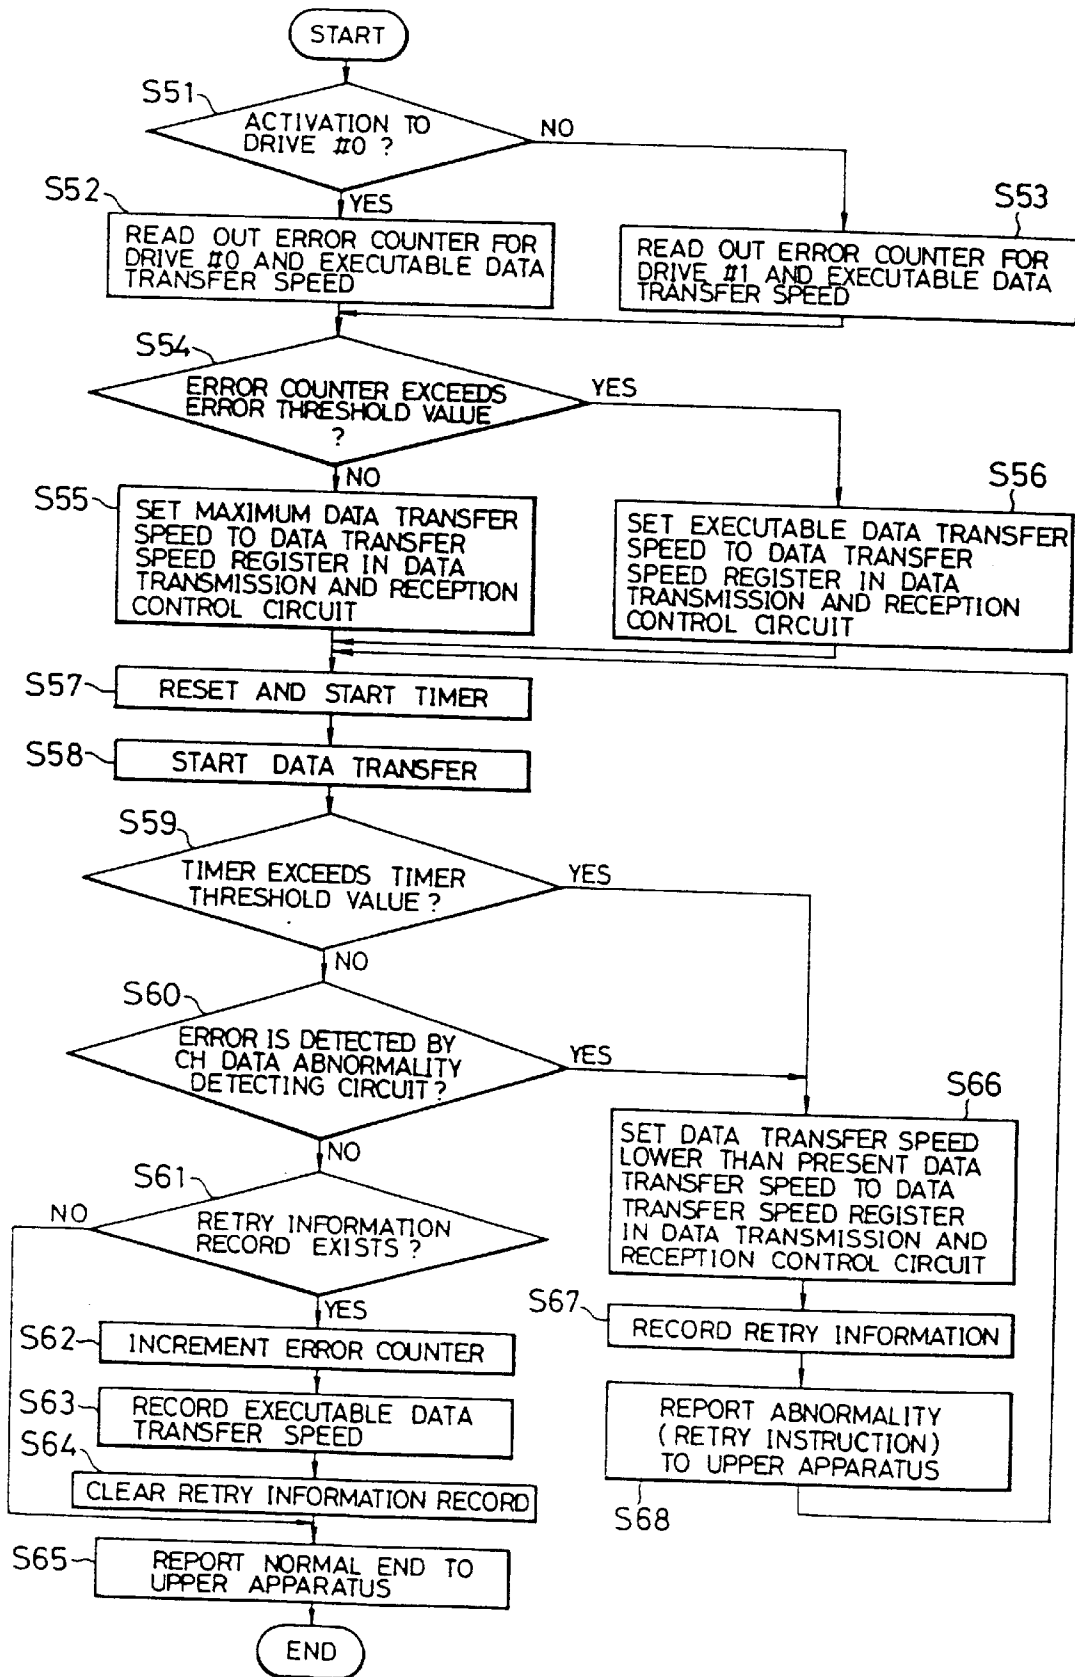 START
S51
ACTIVATION TO
DRIVE #0 ?
NO
YES
S52
READ OUT ERROR COUNTER FOR
DRIVE #0 AND EXECUTABLE DATA
TRANSFER SPEED
S53
READ OUT ERROR COUNTER FOR
DRIVE #1 AND EXECUTABLE DATA
TRANSFER SPEED
S54
ERROR COUNTER EXCEEDS
ERROR THRESHOLD VALUE
?
YES
NO
S55
SET MAXIMUM DATA TRANSFER
SPEED TO DATA TRANSFER
SPEED REGISTER IN DATA
TRANSMISSION AND RECEPTION
CONTROL CIRCUIT
S56
SET EXECUTABLE DATA TRANSFER
SPEED TO DATA TRANSFER
SPEED REGISTER IN DATA
TRANSMISSION AND RECEPTION
CONTROL CIRCUIT
S57
RESET AND START TIMER
S58
START DATA TRANSFER
S59
TIMER EXCEEDS TIMER
THRESHOLD VALUE ?
YES
NO
S60
ERROR IS DETECTED BY
CH DATA ABNORMALITY
DETECTING CIRCUIT ?
YES
NO
S61
RETRY INFORMATION
RECORD EXISTS ?
NO
YES
S62
INCREMENT ERROR COUNTER
S63
RECORD EXECUTABLE DATA
TRANSFER SPEED
S64
CLEAR RETRY INFORMATION RECORD
S65
REPORT NORMAL END TO
UPPER APPARATUS
END
S66
SET DATA TRANSFER SPEED
LOWER THAN PRESENT DATA
TRANSFER SPEED TO DATA
TRANSFER SPEED REGISTER
IN DATA TRANSMISSION AND
RECEPTION CONTROL CIRCUIT
S67
RECORD RETRY INFORMATION
REPORT ABNORMALITY
(RETRY INSTRUCTION)
TO UPPER APPARATUS
S68